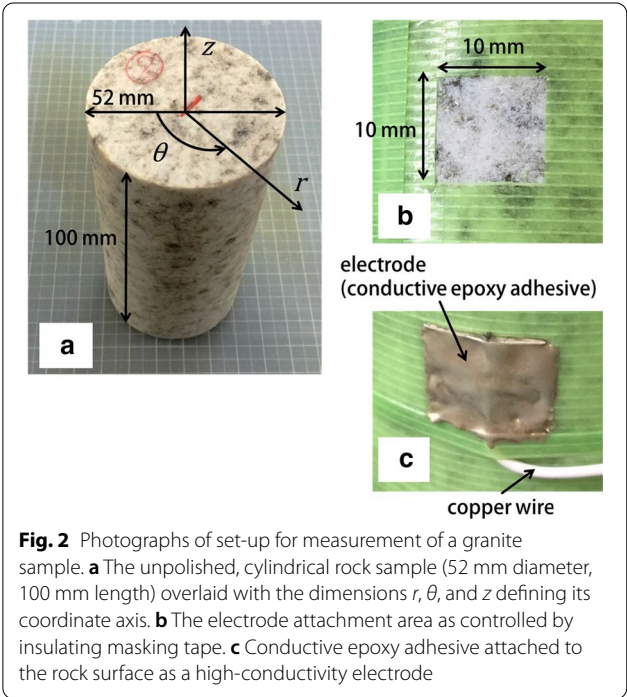 z
52 mm
θ
r
100 mm
a
10 mm
10 mm
b
electrode
(conductive epoxy adhesive)
c
copper wire
Fig. 2 Photographs of set-up for measurement of a granite
sample. a The unpolished, cylindrical rock sample (52 mm diameter,
100 mm length) overlaid with the dimensions r, θ, and z defining its
coordinate axis. b The electrode attachment area as controlled by
insulating masking tape. c Conductive epoxy adhesive attached to
the rock surface as a high-conductivity electrode